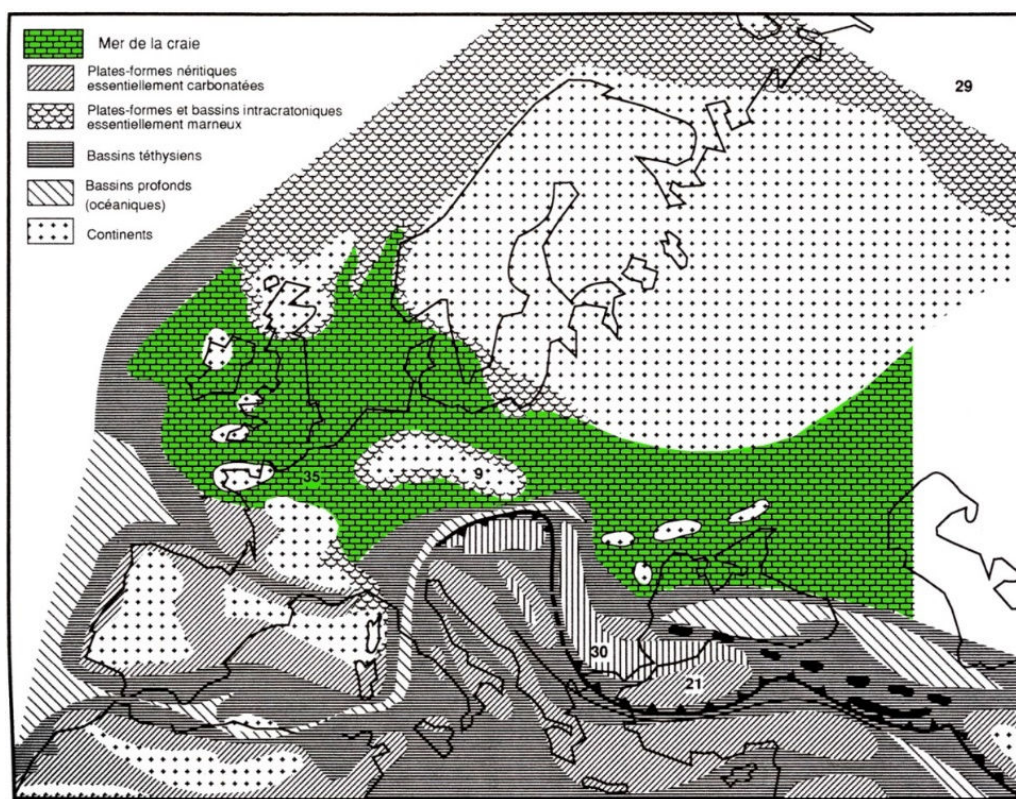 Mer de la craie
Plates-formes néritiques
essentiellement carbonatées
Plates-formes et bassins intracratoniques
essentiellement marneux
Bassins téthysiens
Bassins profonds
(océaniques)
Continents
29
9
35
30
21